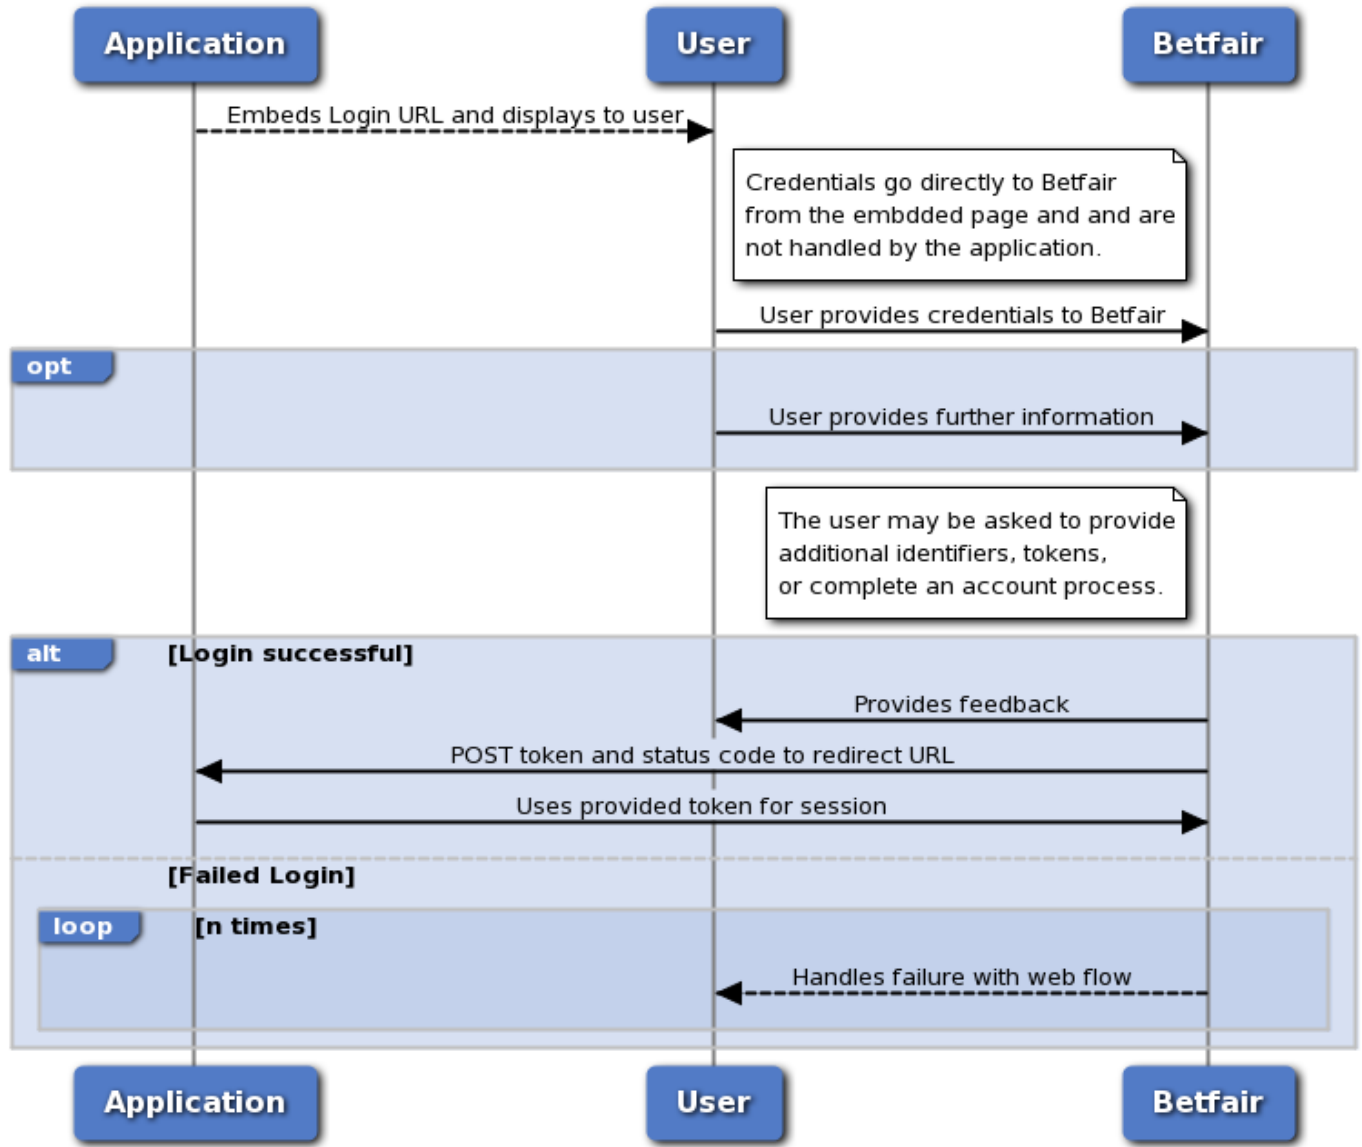 Application
User
Betfair
Embeds Login URL and displays to user
Credentials go directly to Betfair
from the embdded page and and are
not handled by the application.
User provides credentials to Betfair
opt
User provides further information
The user may be asked to provide
additional identifiers, tokens,
or complete an account process.
alt
[Login successful]
Provides feedback
POST token and status code to redirect URL
Uses provided token for session
[Failed Login]
loop
[n times]
Handles failure with web flow
Application
User
Betfair